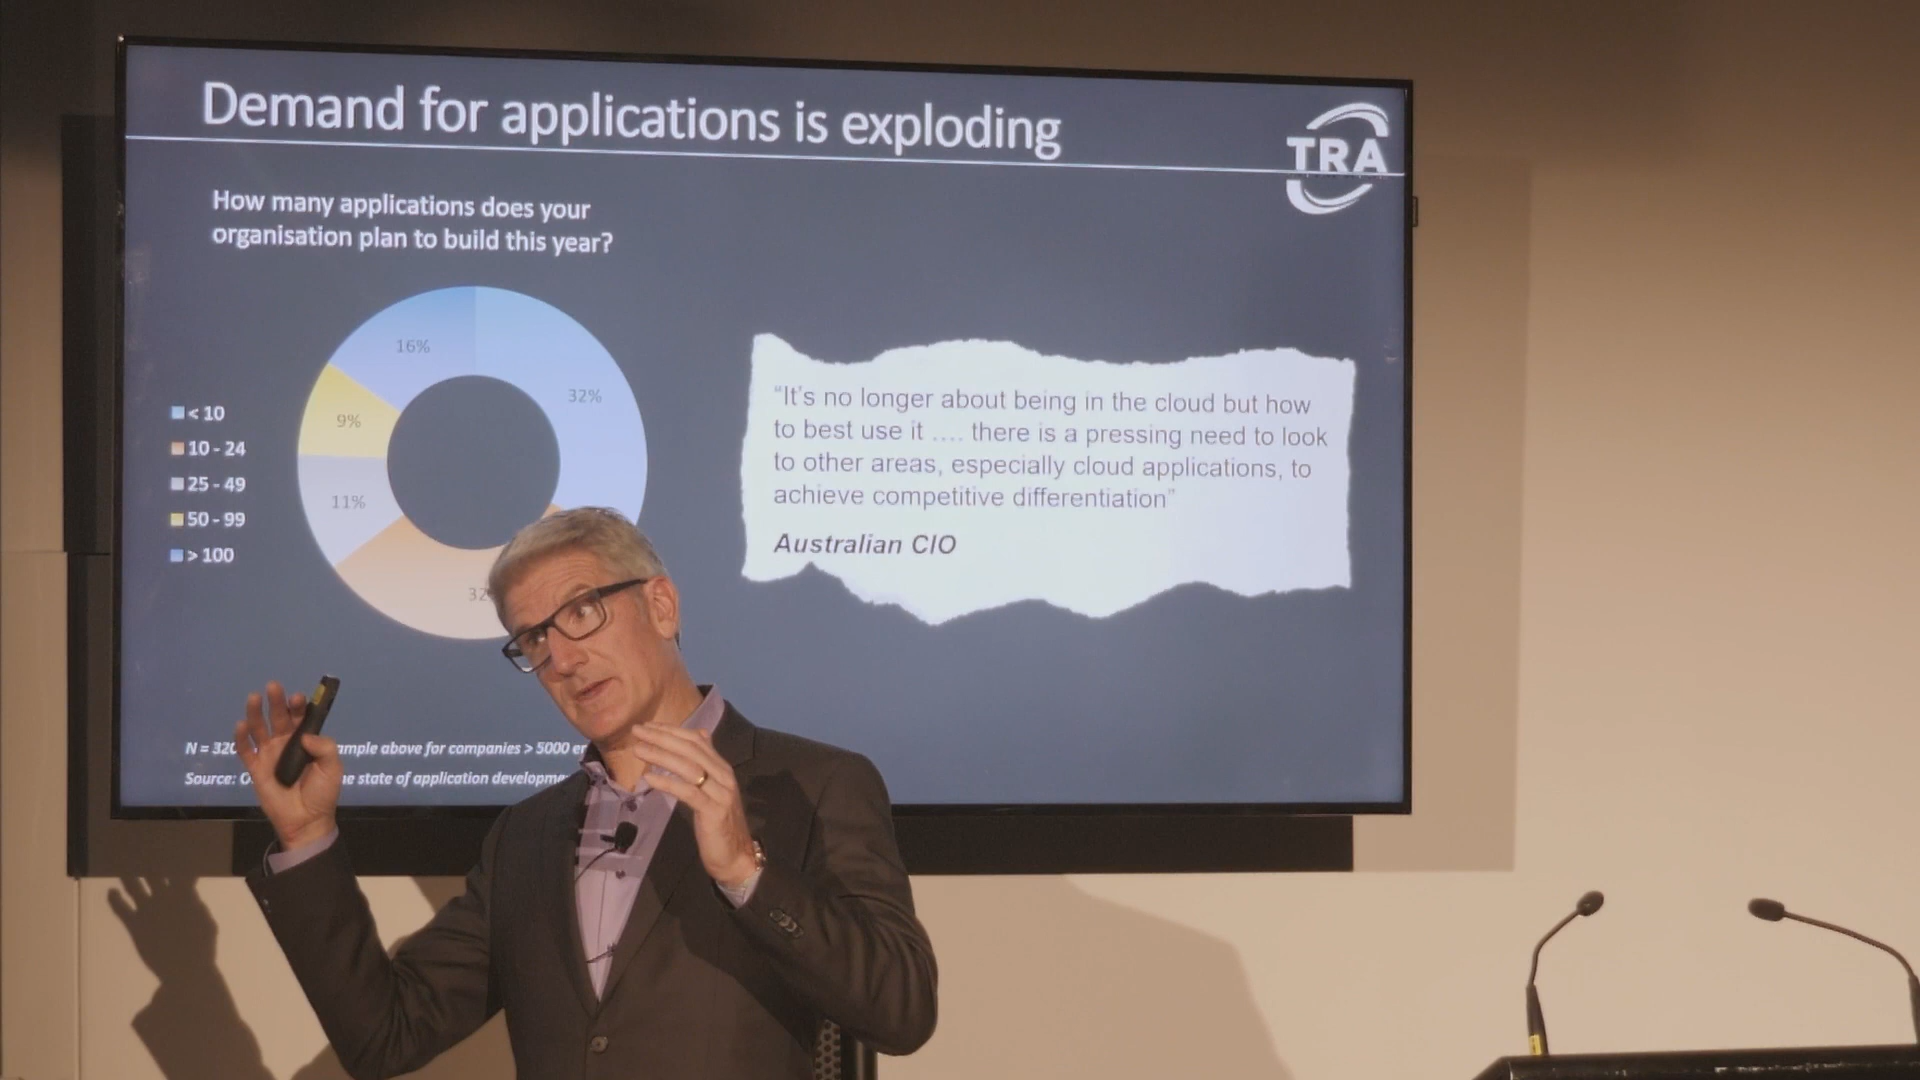 Demand for applications is exploding
TRA
How many applications does your
organisation plan to build this year?
16%
32%
9%
11%
32
< 10
10 - 24
25 - 49
50 - 99
> 100
“It’s no longer about being in the cloud but how
to best use it .... there is a pressing need to look
to other areas, especially cloud applications, to
achieve competitive differentiation”
Australian CIO
N = 320 above for companies > 5000
Source: state of application